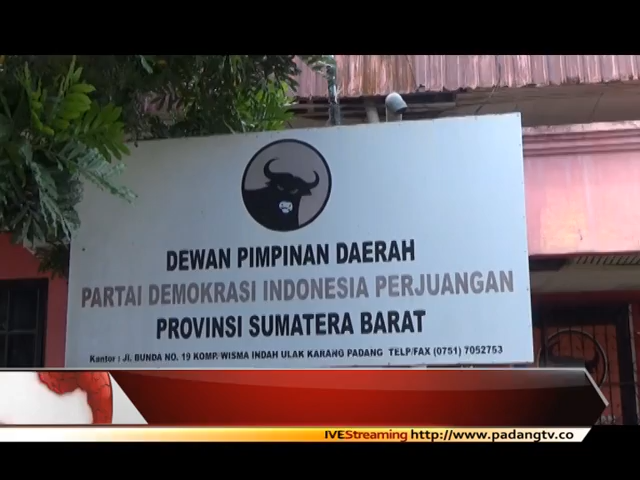 DEWAN PIMPINAN DAERAH
PARTAI DEMOKRASI INDONESIA PERJUANGAN
PROVINSI SUMATERA BARAT
Kantor : Jl. BUNDA NO. 19 KOMP. WISMA INDAH ULAK KARANG PADANG TELP/FAX (0751) 7052753
IVEStreaming http://www.padangtv.co